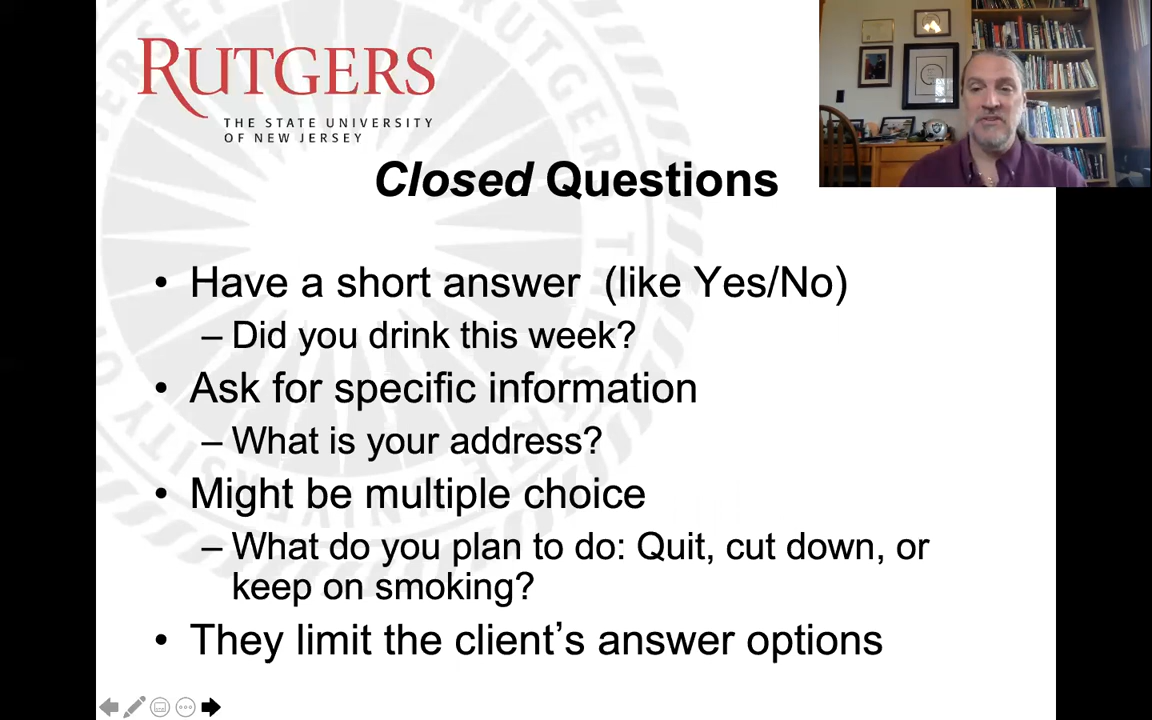 RUTGERS
THE STATE UNIVERSITY
OF NEW JERSEY
Closed Questions
• Have a short answer (like Yes/No)
– Did you drink this week?
• Ask for specific information
– What is your address?
• Might be multiple choice
– What do you plan to do: Quit, cut down, or
keep on smoking?
• They limit the client’s answer options